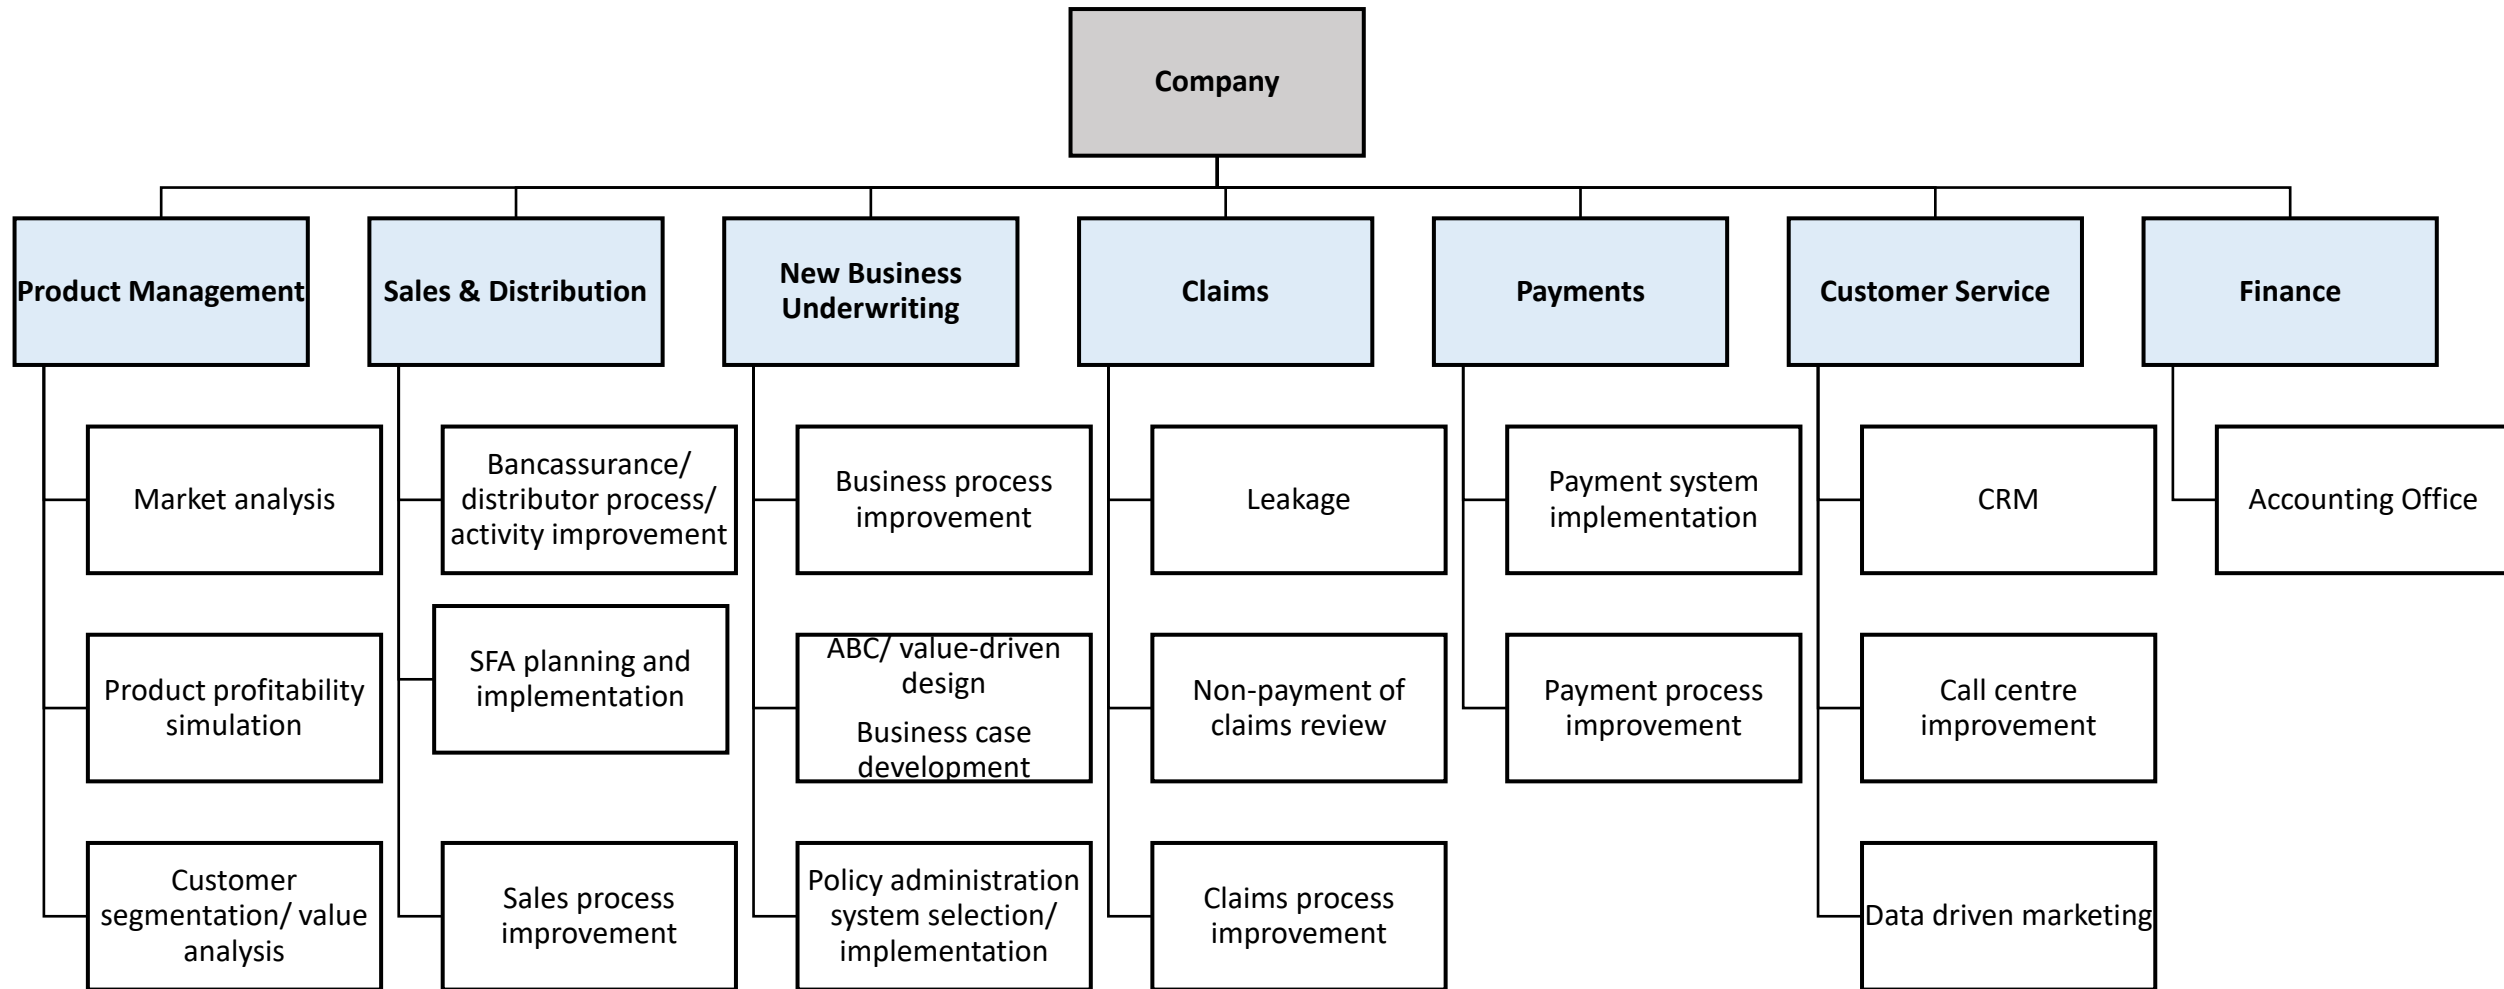 Company
Product Management
Sales & Distribution
New Business
Underwriting
Claims
Payments
Customer Service
Finance
Market analysis
Product profitability
simulation
Customer
segmentation/ value
analysis
Bancassurance/
distributor process/
activity improvement
SFA planning and
implementation
Sales process
improvement
Business process
improvement
ABC/ value-driven
design
Business case
development
Policy administration
system selection/
implementation
Leakage
Non-payment of
claims review
Claims process
improvement
Payment system
implementation
Payment process
improvement
CRM
Call centre
improvement
Data driven marketing
Accounting Office